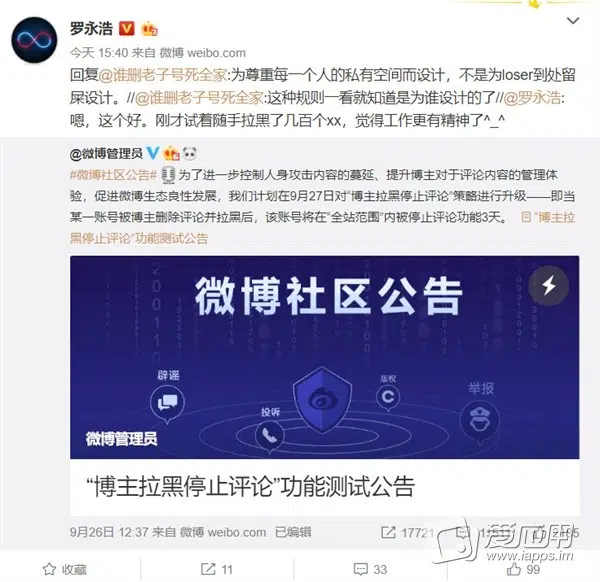 罗永浩
今天 15:40 来自 微博 weibo.com
回复@谁删老子号死全家:为尊重每一个人的私有空间而设计，不是为loser到处留
屎设计。//@谁删老子号死全家:这种规则一看就知道是为谁设计的了//@罗永浩:
嗯，这个好。刚才试着随手拉黑了几百个xx，觉得工作更有精神了^_^
@微博管理员
#微博社区公告# 为了进一步控制人身攻击内容的蔓延、提升博主对于评论内容的管理体
验，促进微博生态良性发展，我们计划在9月27日对“博主拉黑停止评论”策略进行升级——即当
某一账号被博主删除评论并拉黑后，该账号将在“全站范围”内被停止评论功能3天。 “博主拉
黑停止评论”功能测试公告
微博社区公告
辟谣
版权
举报
投诉
微博管理员
“博主拉黑停止评论”功能测试公告
9月26日 12:37 来自 微博 weibo.com 已编辑
17721
收藏
11
33
99
爱应用
www.iapps.im